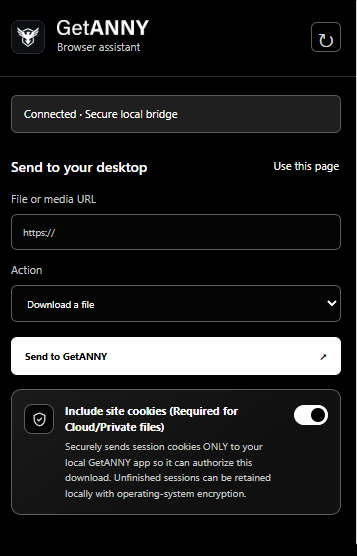 GetANNY
Browser assistant
Connected · Secure local bridge
Send to your desktop
Use this page
File or media URL
https://
Action
Download a file
Send to GetANNY
Include site cookies (Required for
Cloud/Private files)
Securely sends session cookies ONLY to your
local GetANNY app so it can authorize this
download. Unfinished sessions can be retained
locally with operating-system encryption.